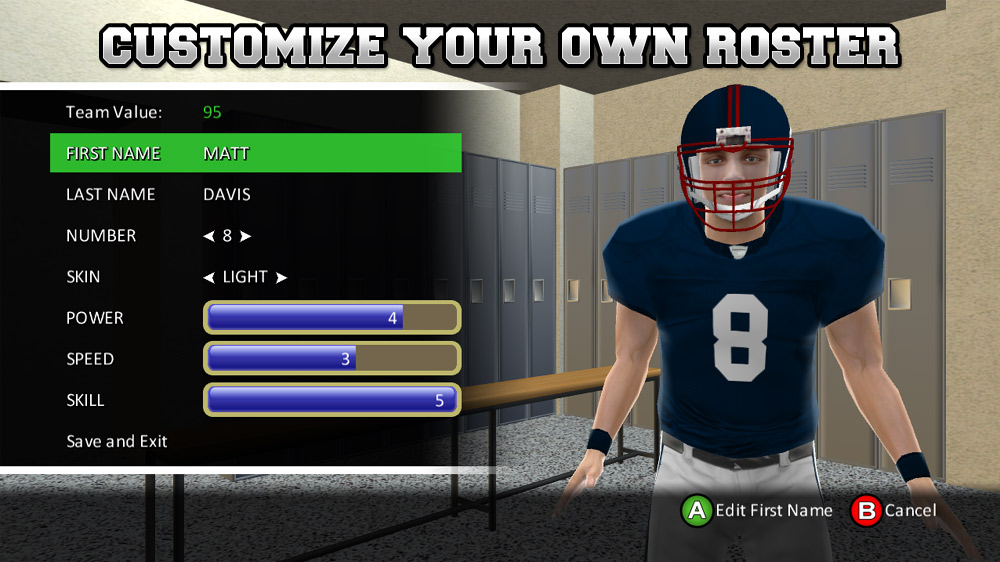 CUSTOMIZE YOUR OWN ROSTER
Team Value: 95
FIRST NAME MATT
LAST NAME DAVIS
NUMBER 8
SKIN LIGHT
POWER 4
SPEED 3
SKILL 5
Save and Exit
8
A Edit First Name B Cancel